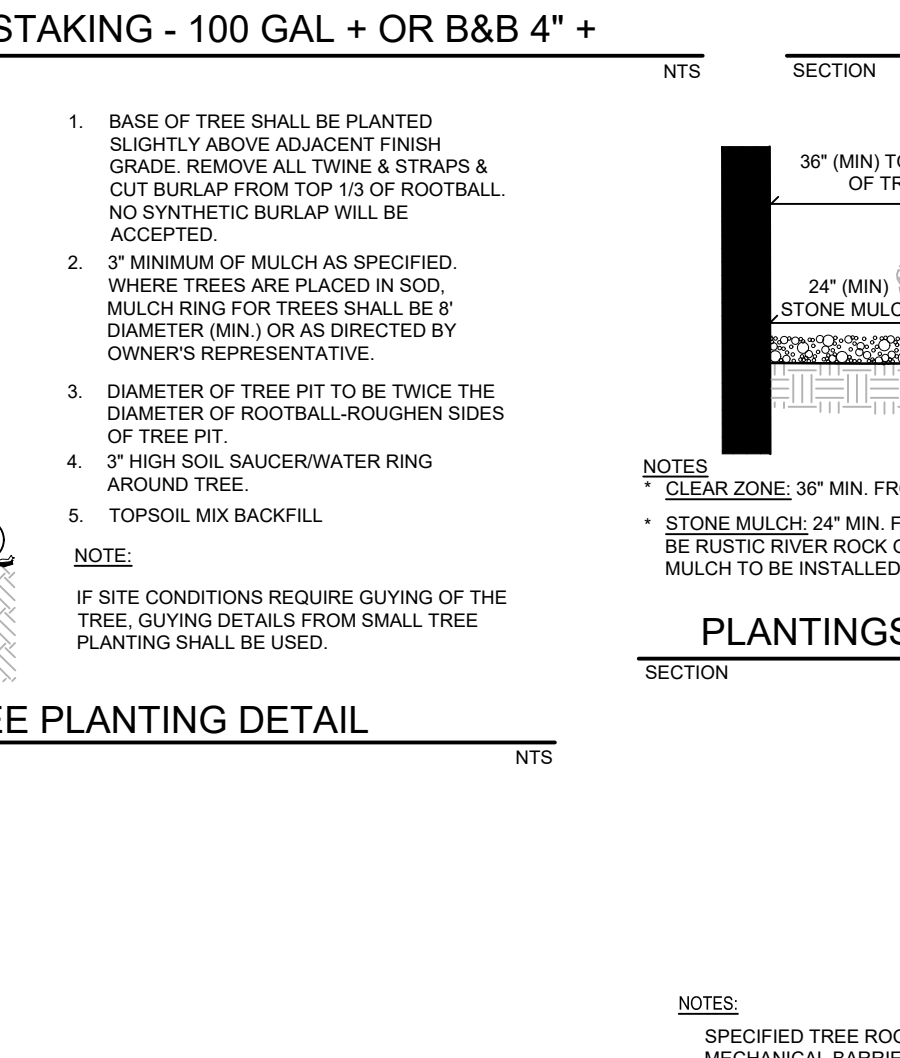 STAKING - 100 GAL + OR B&B 4" +
NTS
1. BASE OF TREE SHALL BE PLANTED
SLIGHTLY ABOVE ADJACENT FINISH
GRADE. REMOVE ALL TWINE & STRAPS &
CUT BURLAP FROM TOP 1/3 OF ROOTBALL.
NO SYNTHETIC BURLAP WILL BE
ACCEPTED.
2. 3" MINIMUM OF MULCH AS SPECIFIED.
WHERE TREES ARE PLACED IN SOD,
MULCH RING FOR TREES SHALL BE 8'
DIAMETER (MIN.) OR AS DIRECTED BY
OWNER'S REPRESENTATIVE.
3. DIAMETER OF TREE PIT TO BE TWICE THE
DIAMETER OF ROOTBALL-ROUGHEN SIDES
OF TREE PIT.
4. 3" HIGH SOIL SAUCER/WATER RING
AROUND TREE.
5. TOPSOIL MIX BACKFILL
NOTE:
IF SITE CONDITIONS REQUIRE GUYING OF THE
TREE, GUYING DETAILS FROM SMALL TREE
PLANTING SHALL BE USED.
PLANTING DETAIL
NTS
SECTION
36" (MIN)
OF
24" (MIN)
STONE
NOTES
* CLEAR ZONE: 36" MIN.
* STONE MULCH: 24" MIN.
BE RUSTIC RIVER ROCK
MULCH TO BE INSTALLED
PLANTINGS
SECTION
NOTES:
SPECIFIED TREE
MECHANICAL